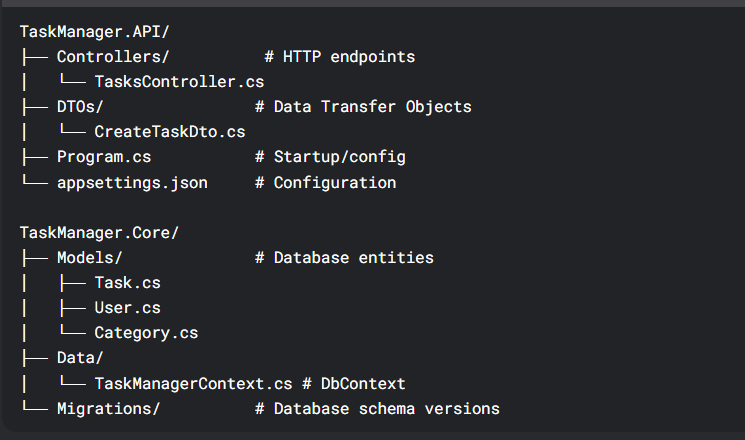 TaskManager.API/
├── Controllers/          # HTTP endpoints
│   └── TasksController.cs
├── DTOs/                # Data Transfer Objects
│   └── CreateTaskDto.cs
├── Program.cs           # Startup/config
└── appsettings.json     # Configuration

TaskManager.Core/
├── Models/              # Database entities
│   ├── Task.cs
│   ├── User.cs
│   └── Category.cs
├── Data/
│   └── TaskManagerContext.cs # DbContext
└── Migrations/          # Database schema versions